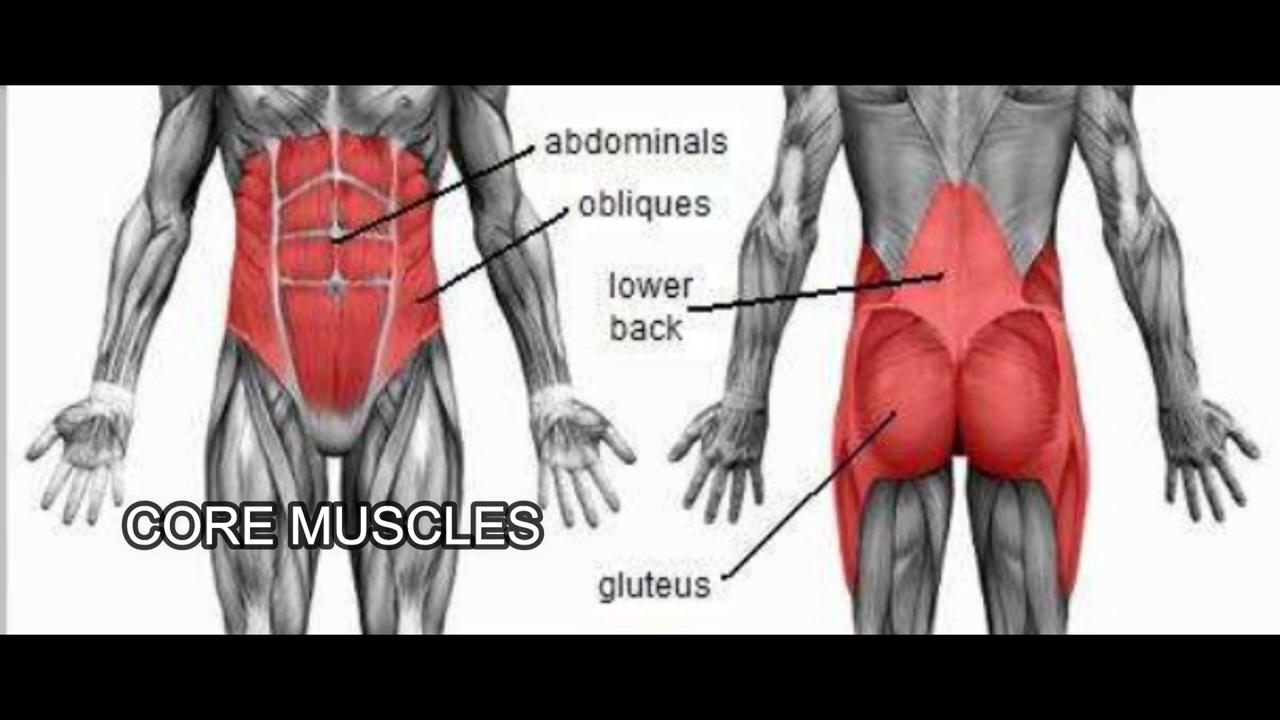 abdominals
obliques
lower
back
CORE MUSCLES
gluteus